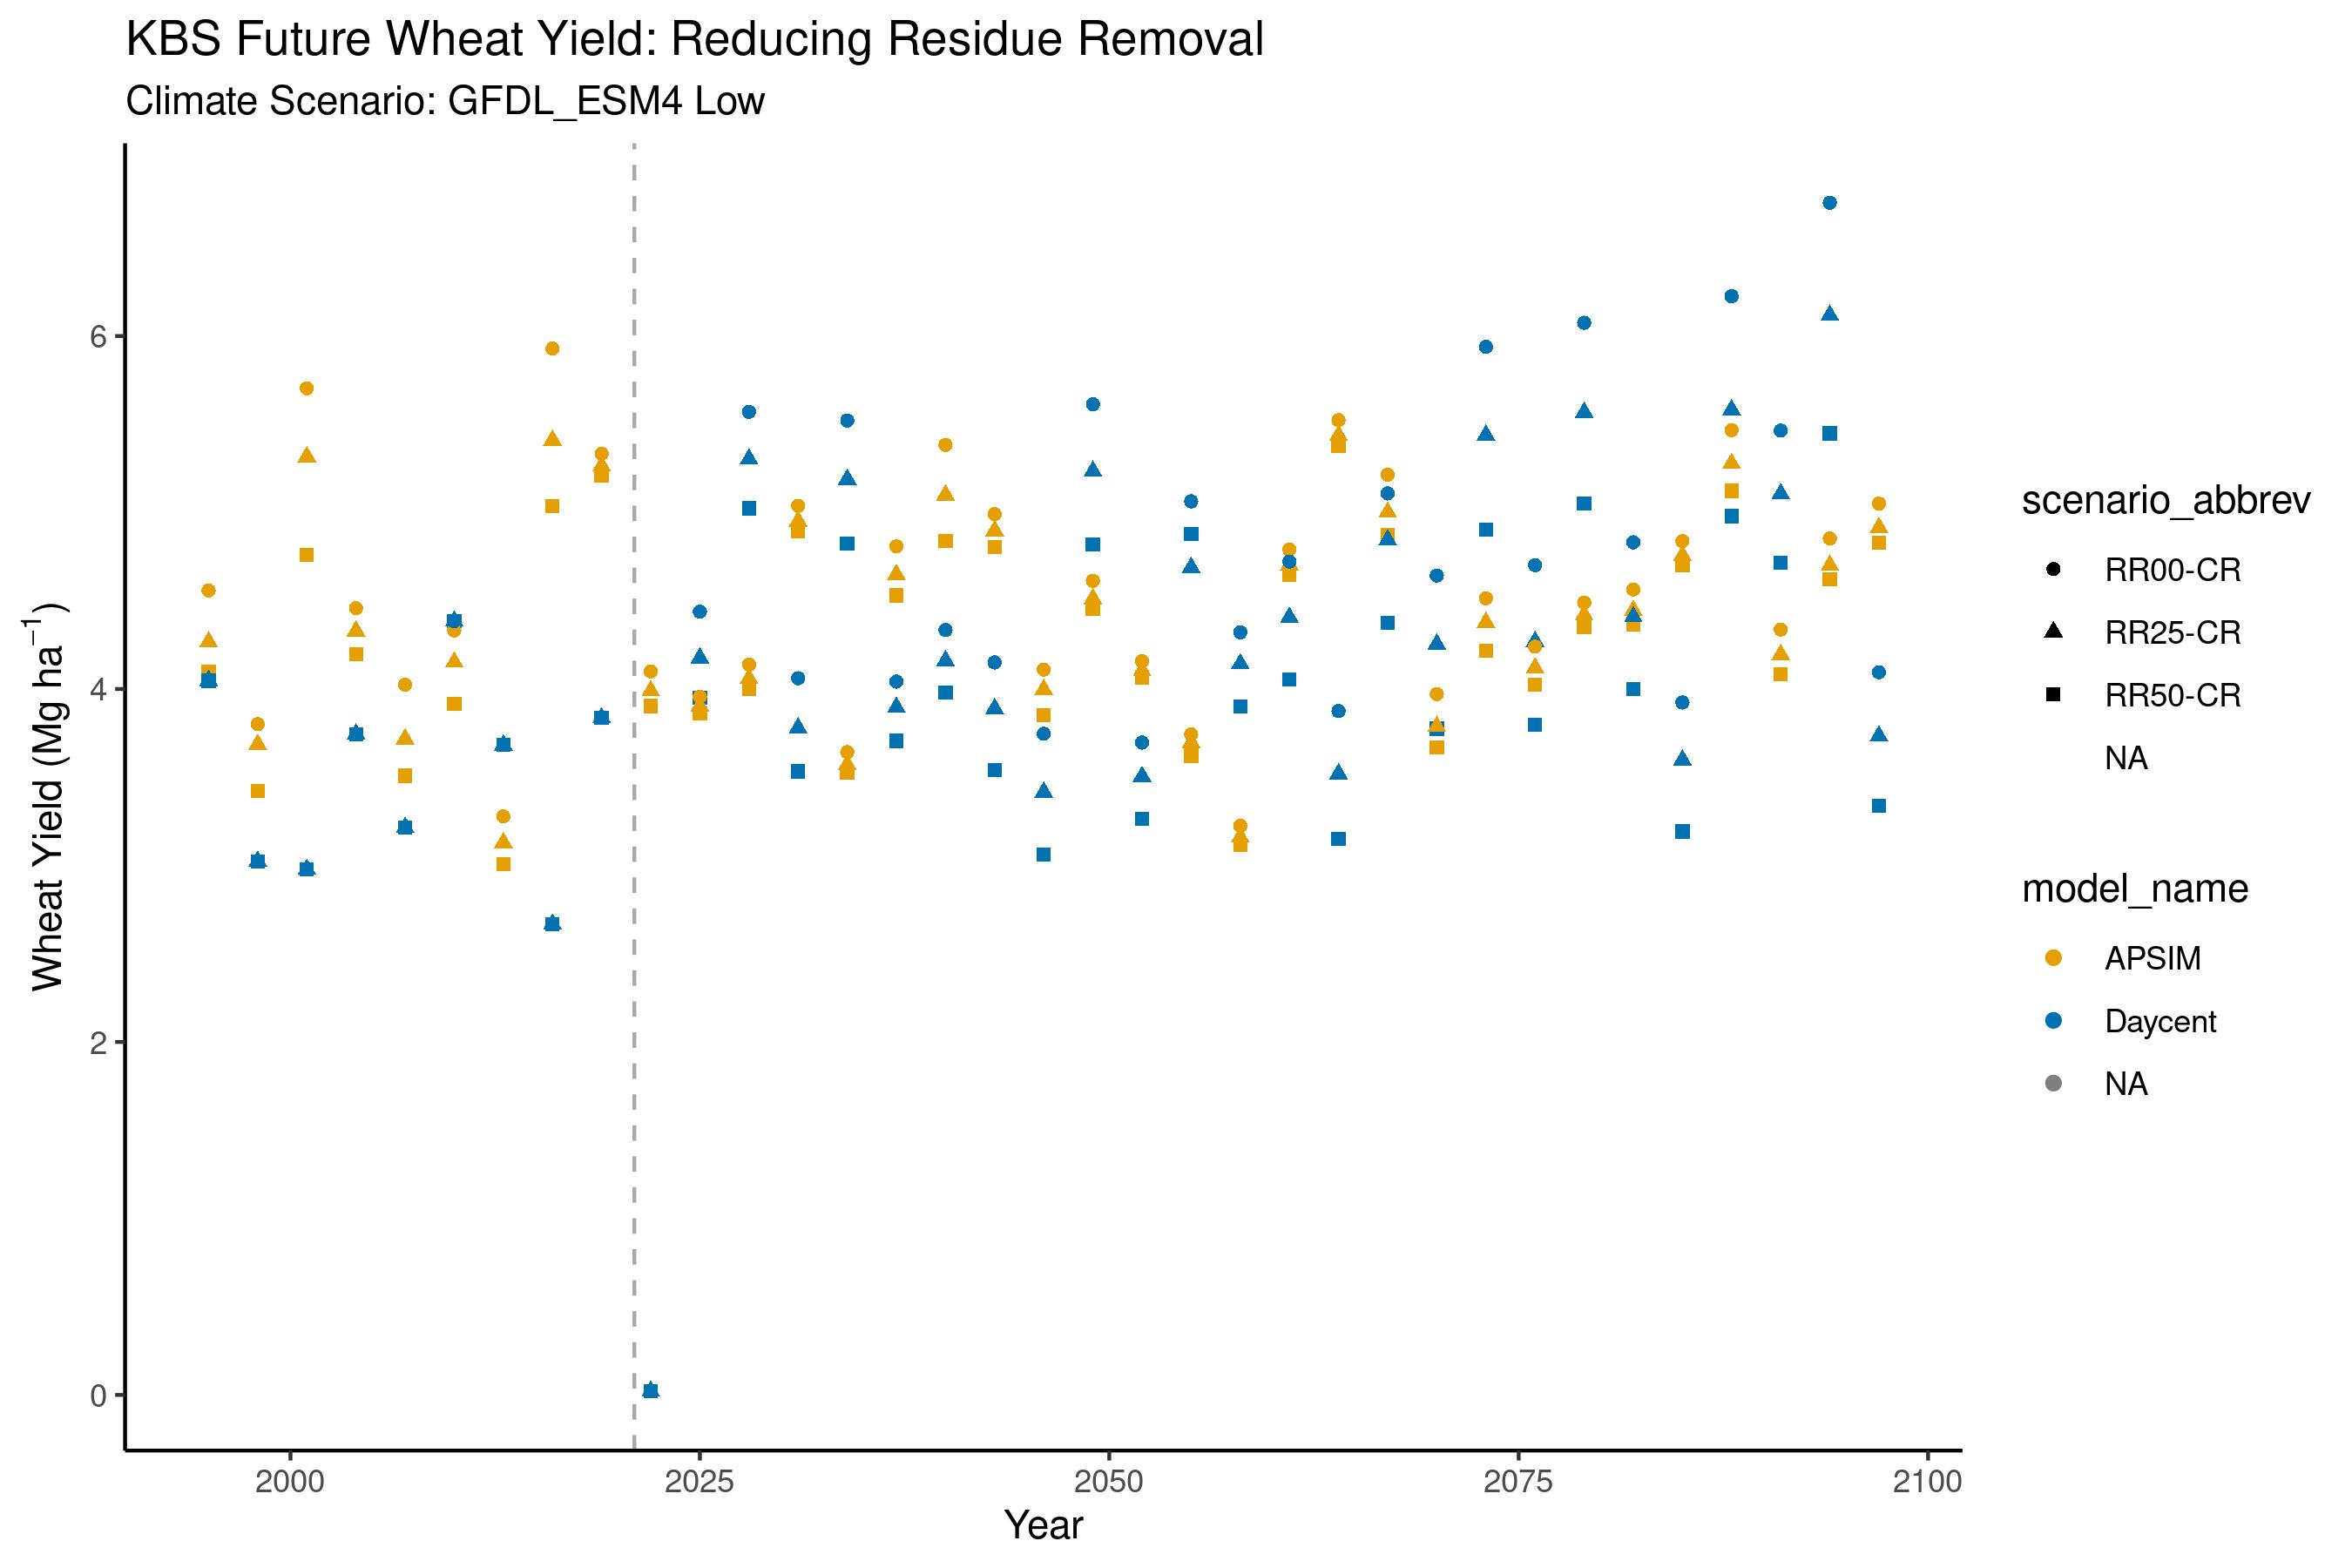 KBS Future Wheat Yield: Reducing Residue Removal
Climate Scenario: GFDL_ESM4 Low
Wheat Yield (Mg ha⁻¹)
6
4
2
0
2000
2025
2050
2075
2100
Year
scenario_abbrev
RR00-CR
RR25-CR
RR50-CR
NA
model_name
APSIM
Daycent
NA